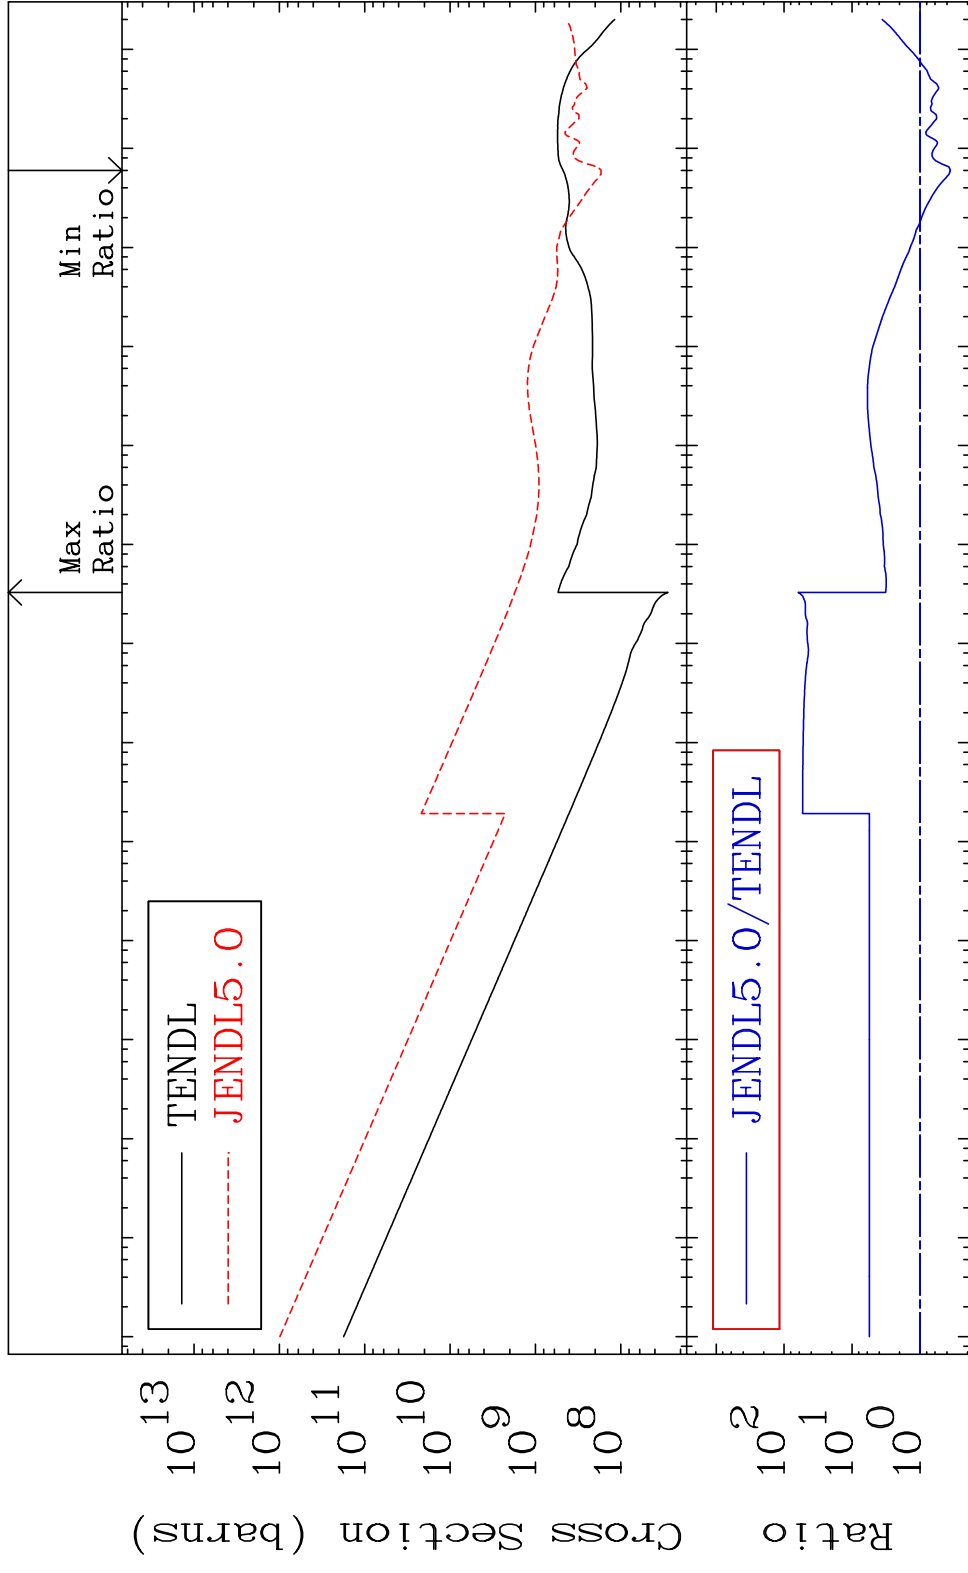 Max
Ratio
Min
Ratio
TENDL
JENDL5.0
10 13
10 12
10 11
10 10
10 9
10 8
Cross Section (barns)
JENDL5.0/TENDL
10 2
10 1
10 0
Ratio